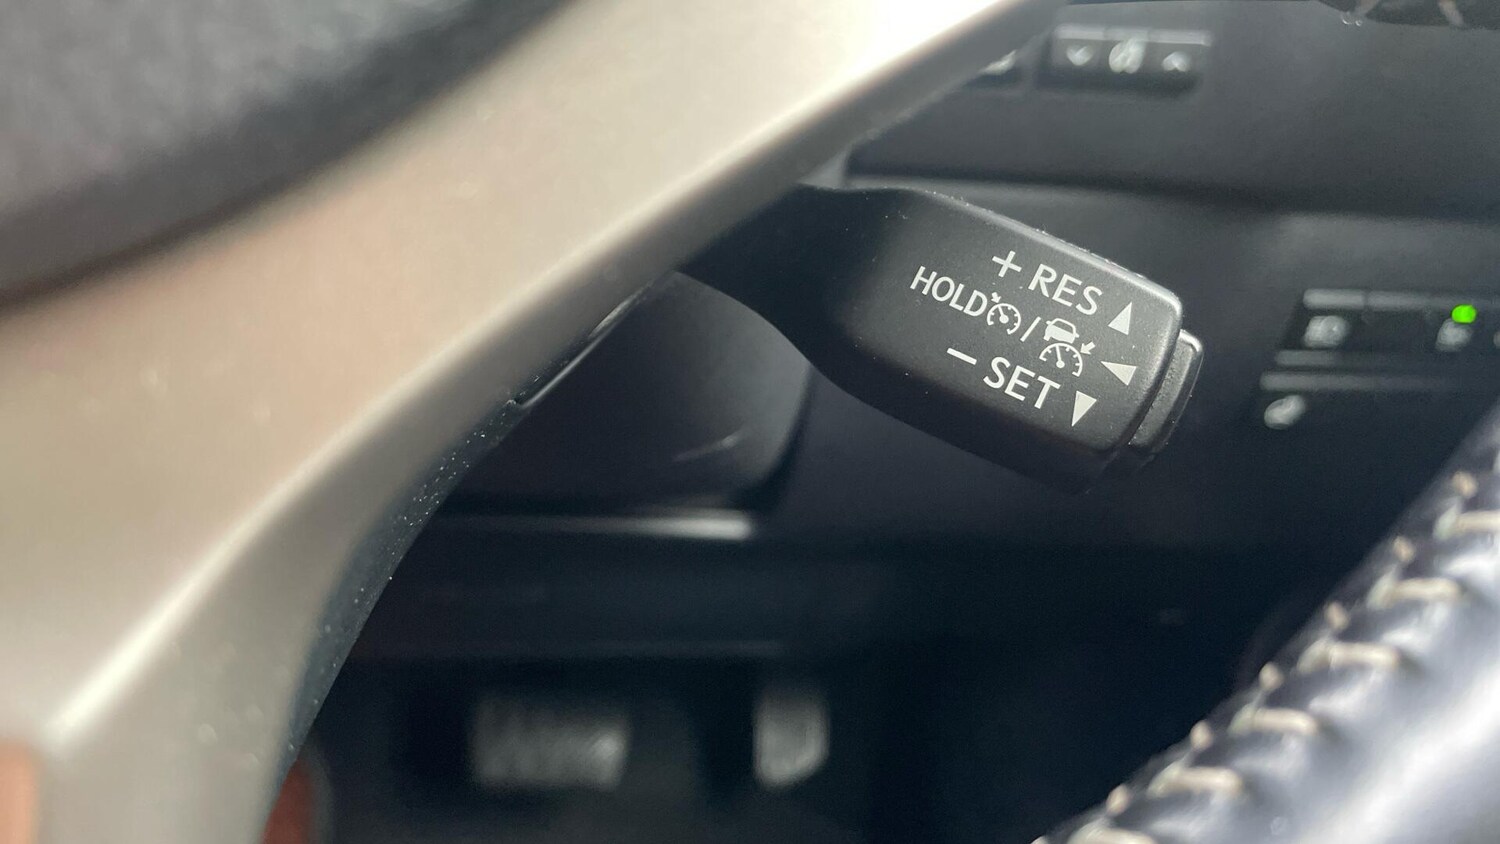 + RES
HOLD /
− SET